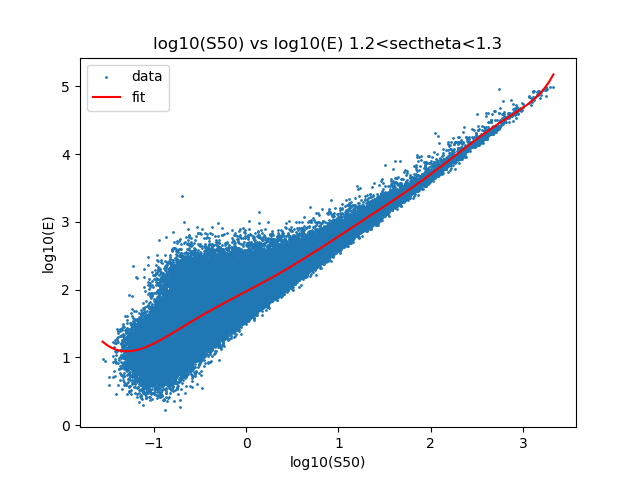 log10(S50) vs log10(E) 1.2<sectheta<1.3
data
fit
5
4
3
2
1
0
log10(E)
−1
0
1
2
3
log10(S50)